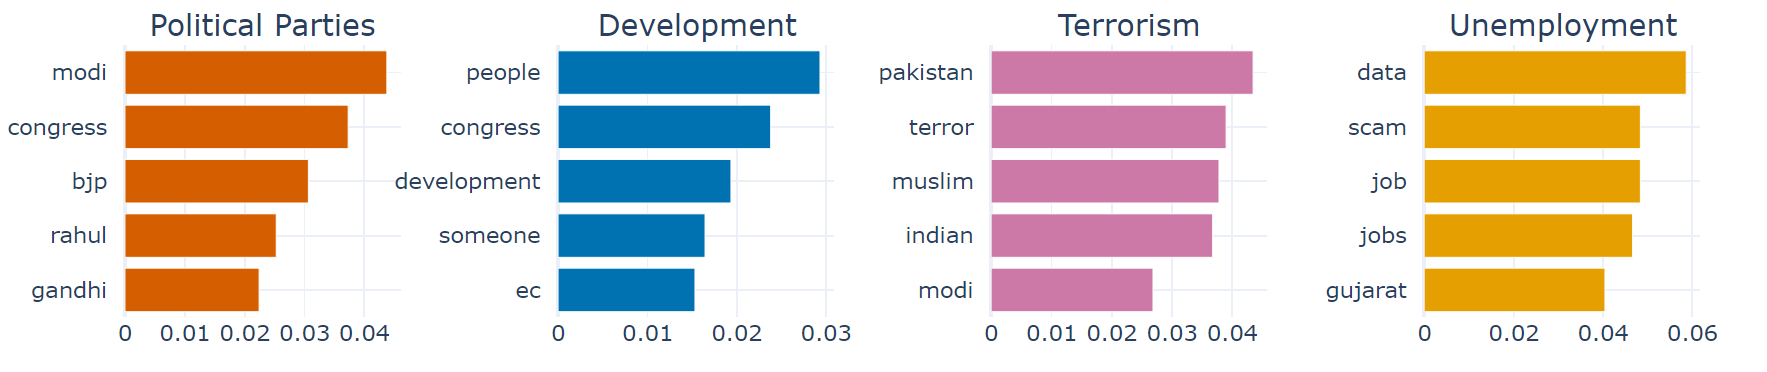 Political Parties
modi
congress
bjp
rahul
gandhi
0 0.01 0.02 0.03 0.04
Development
people
congress
development
someone
ec
0 0.01 0.02 0.03
Terrorism
pakistan
terror
muslim
indian
modi
0 0.01 0.02 0.03 0.04
Unemployment
data
scam
job
jobs
gujarat
0 0.02 0.04 0.06